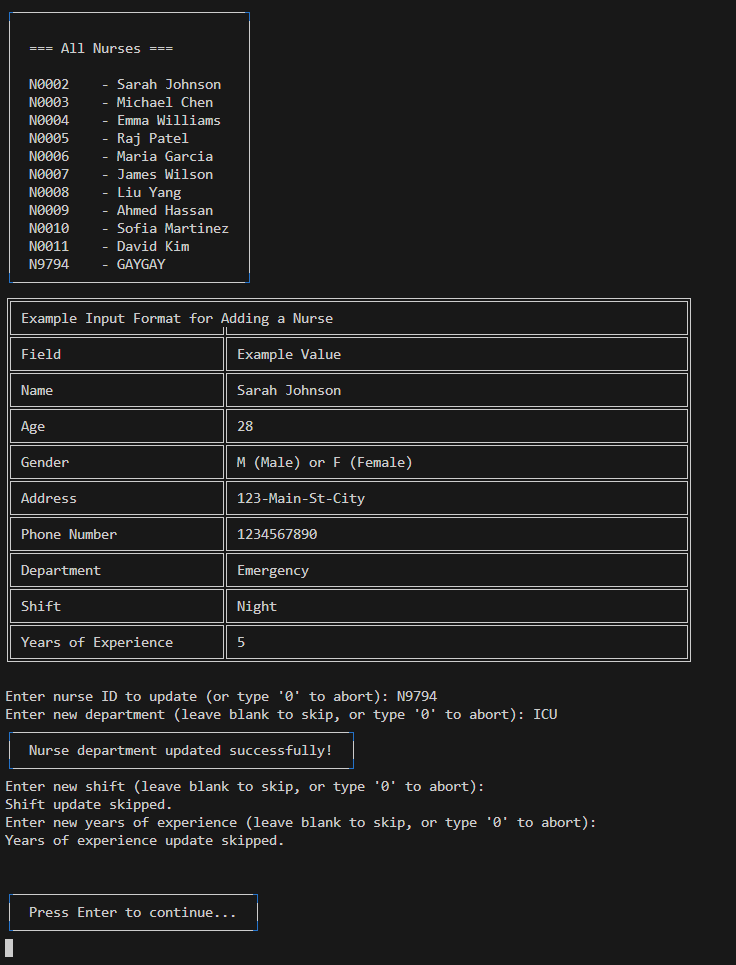 === All Nurses ===
N0002    - Sarah Johnson
N0003    - Michael Chen
N0004    - Emma Williams
N0005    - Raj Patel
N0006    - Maria Garcia
N0007    - James Wilson
N0008    - Liu Yang
N0009    - Ahmed Hassan
N0010    - Sofia Martinez
N0011    - David Kim
N9794    - GAYGAY
Example Input Format for Adding a Nurse
Field    Example Value
Name    Sarah Johnson
Age    28
Gender    M (Male) or F (Female)
Address    123-Main-St-City
Phone Number    1234567890
Department    Emergency
Shift    Night
Years of Experience    5
Enter nurse ID to update (or type '0' to abort): N9794
Enter new department (leave blank to skip, or type '0' to abort): ICU
Nurse department updated successfully!
Enter new shift (leave blank to skip, or type '0' to abort):
Shift update skipped.
Enter new years of experience (leave blank to skip, or type '0' to abort):
Years of experience update skipped.
Press Enter to continue...